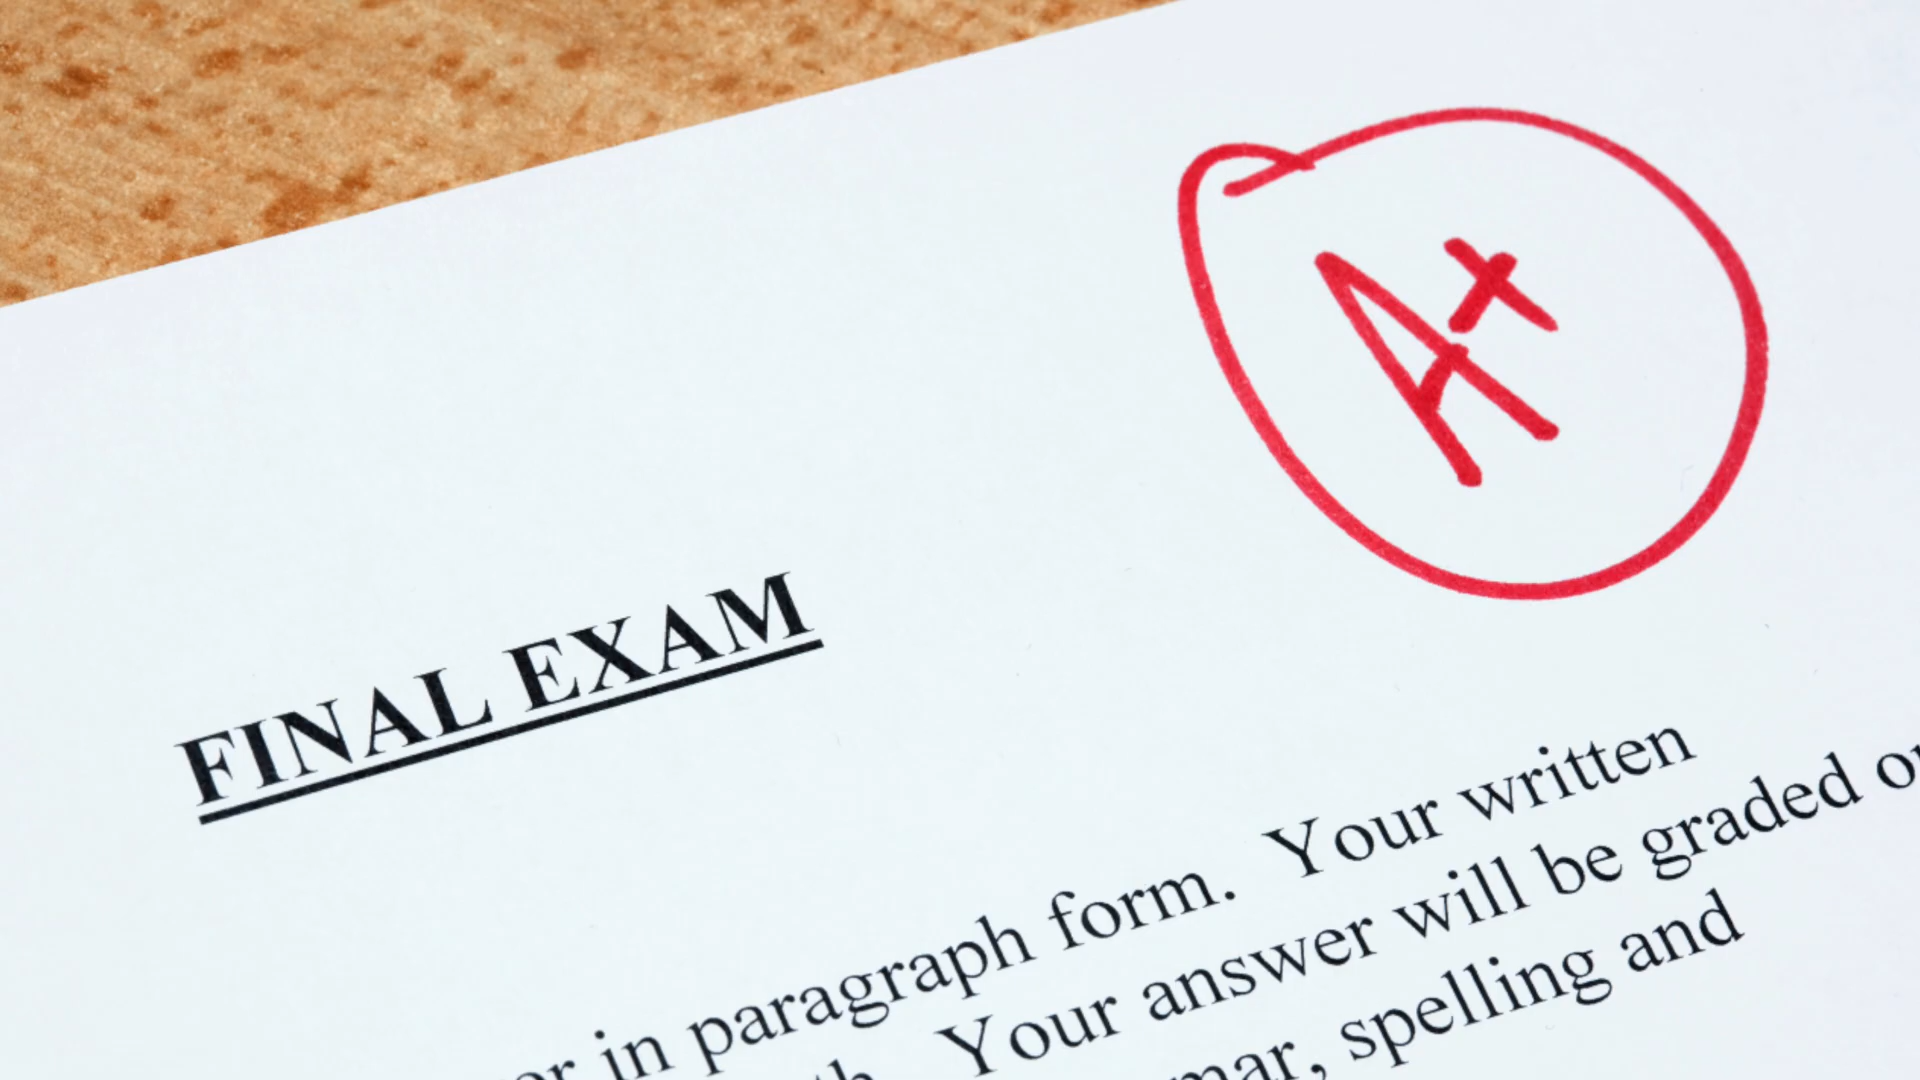 A+
FINAL EXAM
in paragraph form. Your written
Your answer will be graded
spelling and